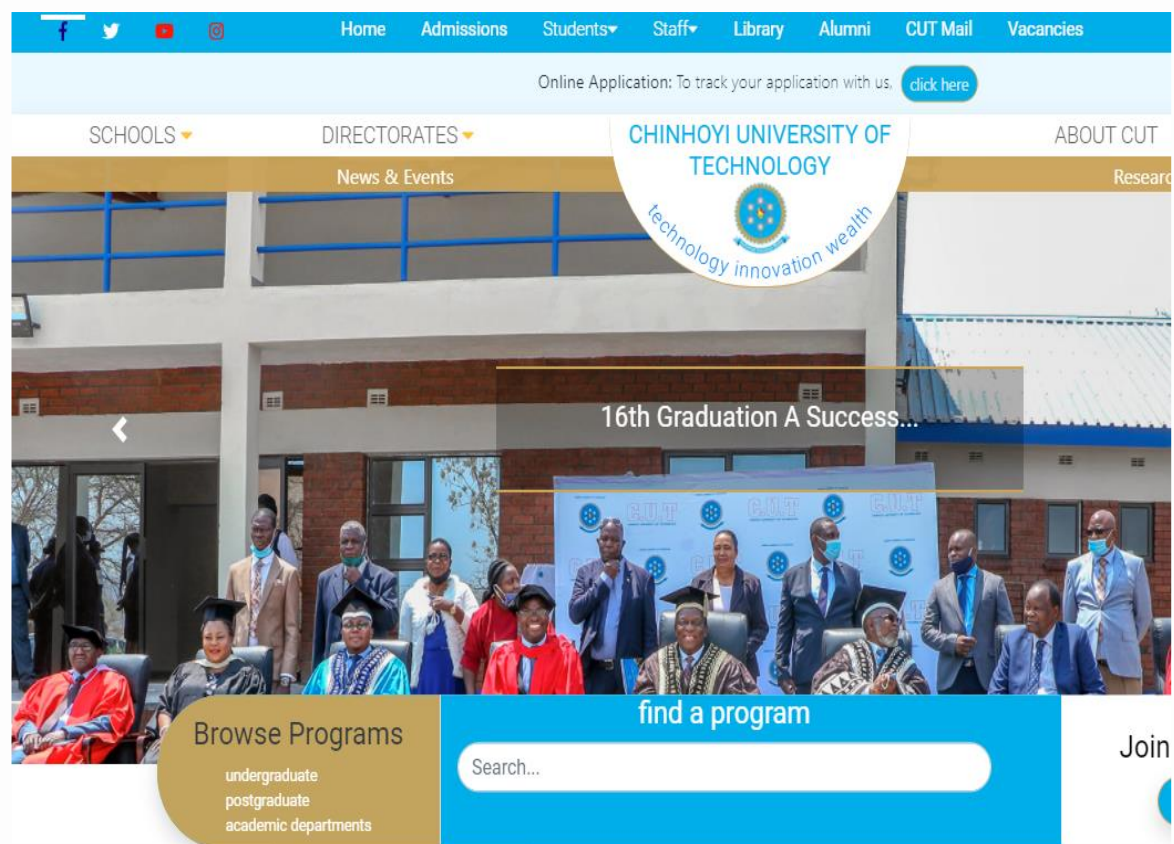 Home Admissions Students Staff Library Alumni CUT Mail Vacancies
Online Application: To track your application with us, click here
SCHOOLS DIRECTORATES CHINHOYI UNIVERSITY OF ABOUT CUT
TECHNOLOGY
News & Events Researc
technology innovation wealth
16th Graduation A Success...
C.U.T C.U.T C.U.T
find a program
Browse Programs
Search...
Join
undergraduate
postgraduate
academic departments